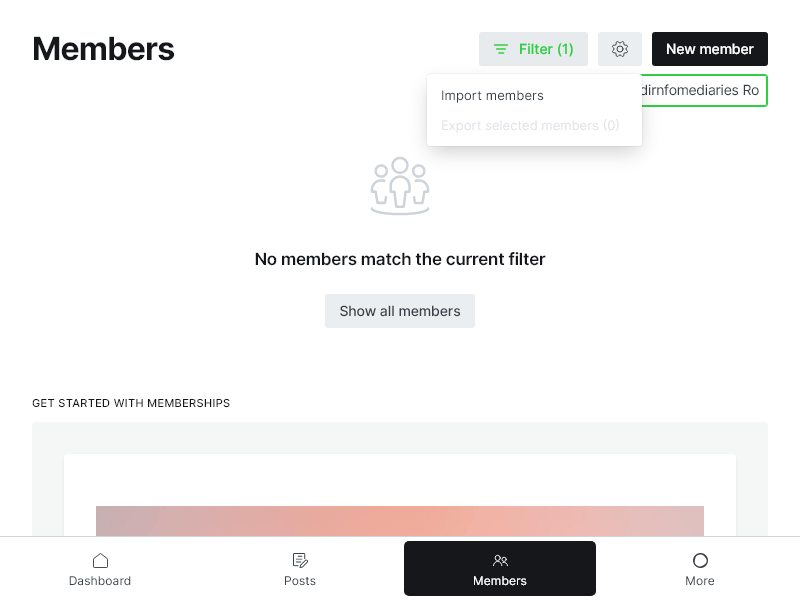 Members
Filter (1)
New member
dirnfomediaries Ro
Import members
Export selected members (0)
No members match the current filter
Show all members
GET STARTED WITH MEMBERSHIPS
Dashboard
Posts
Members
More